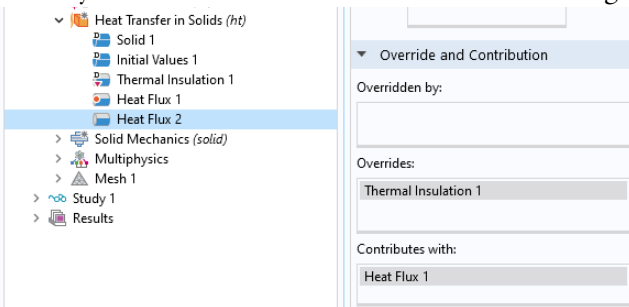 Heat Transfer in Solids (ht)
Solid 1
Initial Values 1
Thermal Insulation 1
Heat Flux 1
Heat Flux 2
Solid Mechanics (solid)
Multiphysics
Mesh 1
Study 1
Results
Override and Contribution
Overridden by:
Overrides:
Thermal Insulation 1
Contributes with:
Heat Flux 1